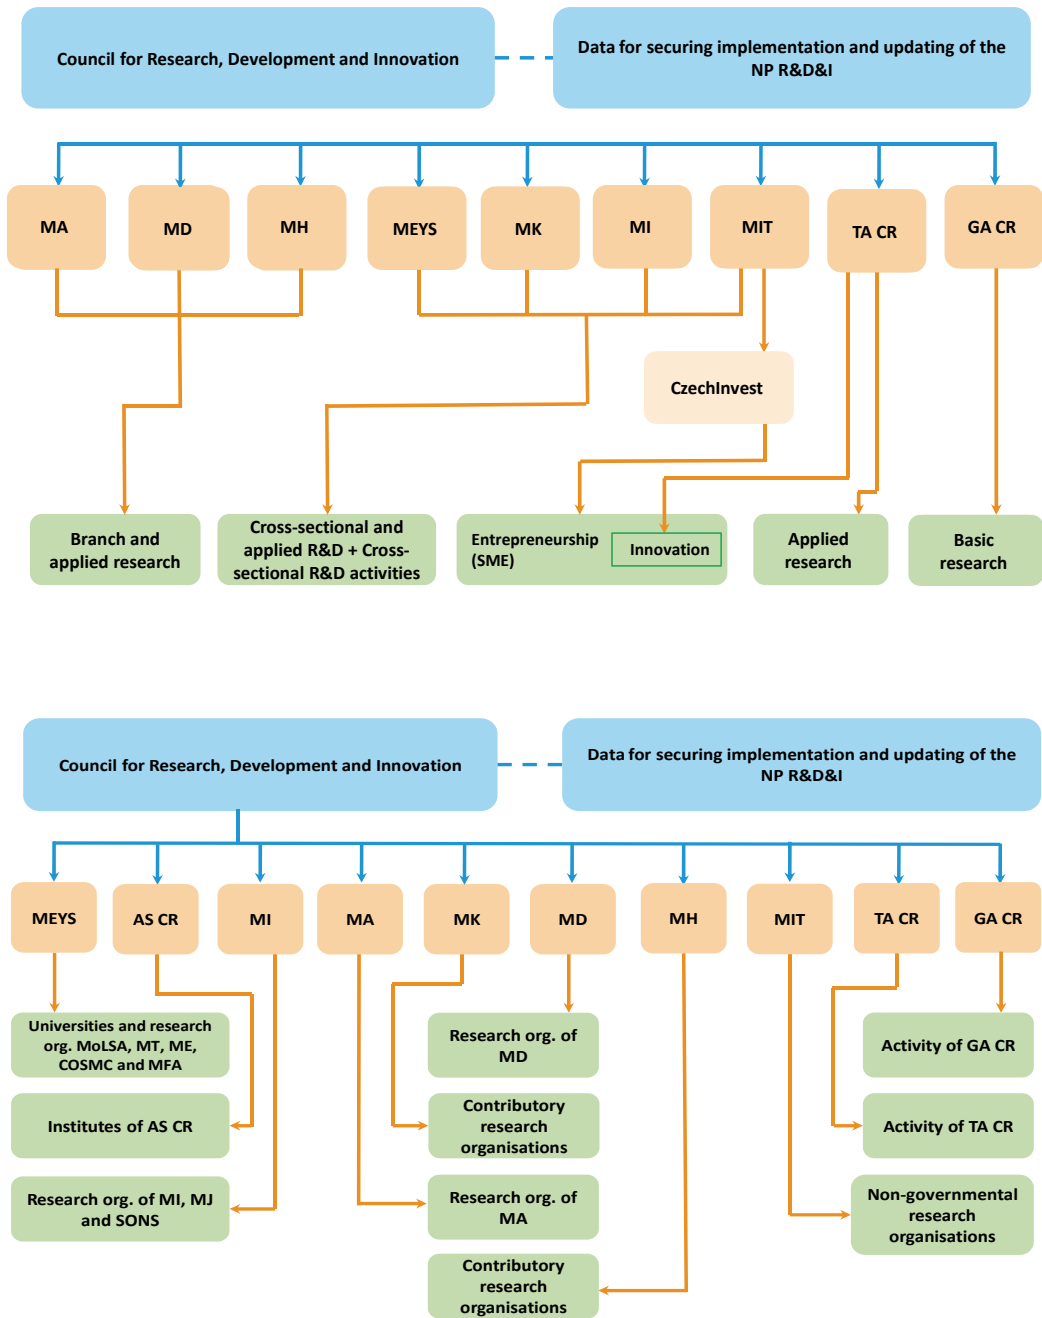 Council for Research, Development and Innovation
Data for securing implementation and updating of the
NP R&D&I
MA
MD
MH
MEYS
MK
MI
MIT
TA CR
GA CR
CzechInvest
Branch and
applied research
Cross-sectional and
applied R&D + Cross-
sectional R&D activities
Entrepreneurship
(SME)
Innovation
Applied
research
Basic
research
Council for Research, Development and Innovation
Data for securing implementation and updating of the
NP R&D&I
MEYS
AS CR
MI
MA
MK
MD
MH
MIT
TA CR
GA CR
Universities and research
org. MoLSA, MT, ME,
COSMC and MFA
Research org. of
MD
Activity of GA CR
Institutes of AS CR
Contributory
research
organisations
Activity of TA CR
Research org. of MI, MJ
and SONS
Research org. of
MA
Non-governmental
research
organisations
Contributory
research
organisations